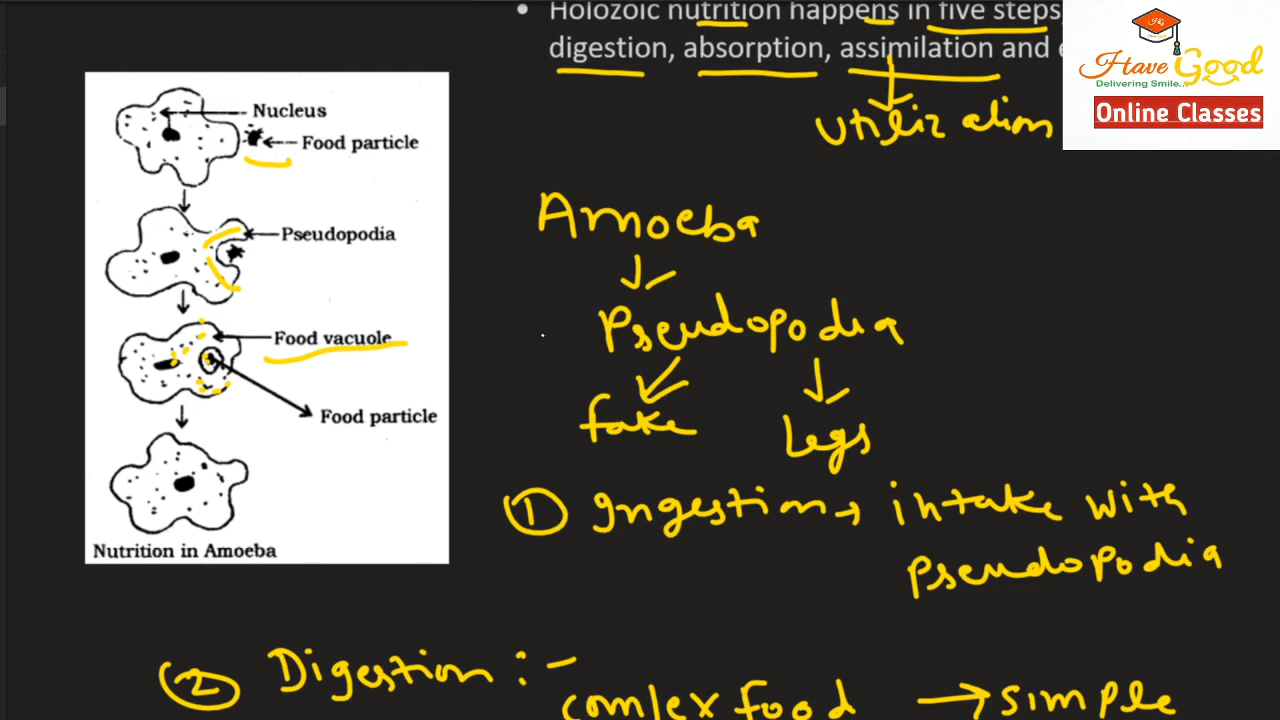 Holozoic nutrition happens in five steps,
digestion, absorption, assimilation and
Have Good
Delivering Smile...
Online Classes
HG
utilization
Nucleus
Food particle
Pseudopodia
Food vacuole
Food particle
Nutrition in Amoeba
Amoeba
Pseudopodia
fake
Legs
① Ingestion → intake with
Pseudopodia
② Digestion :-
comlex food → simple